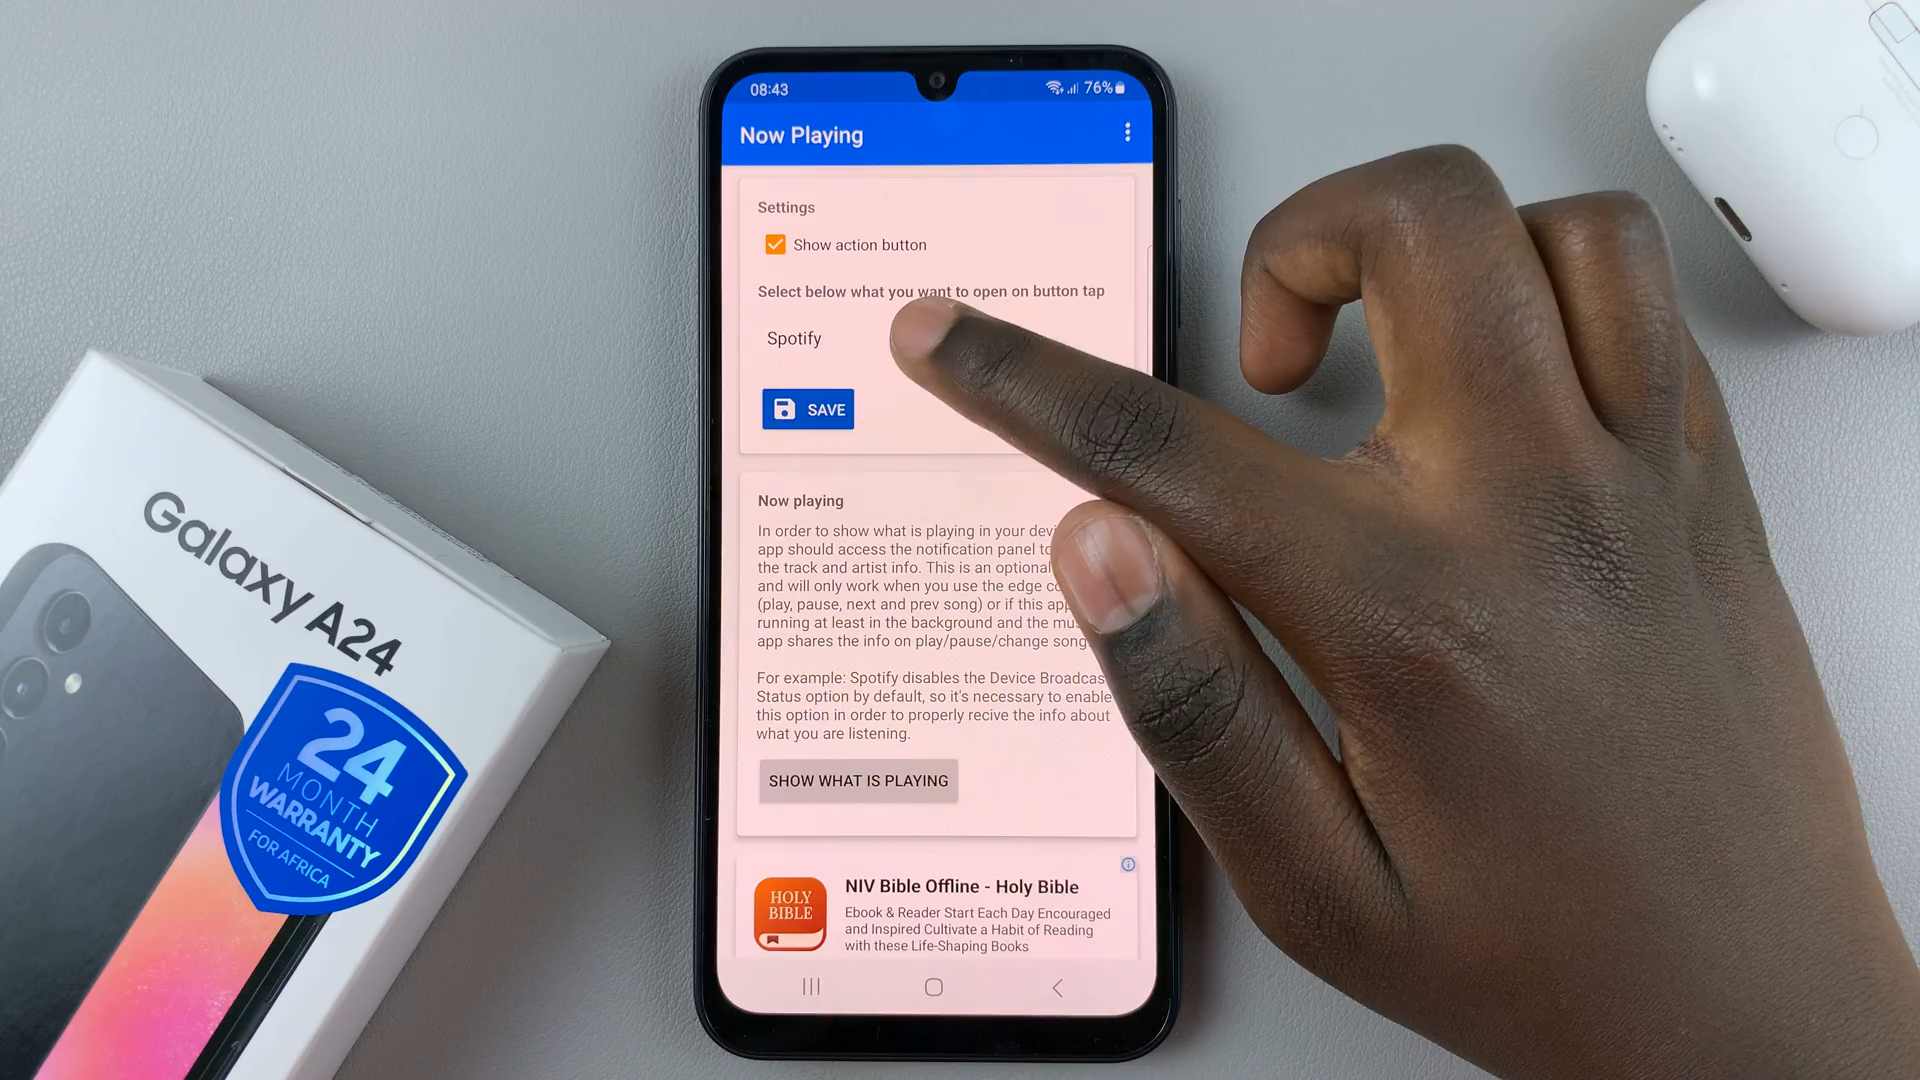 08:43
76%
Now Playing
Settings
Show action button
Select below what you want to open on button tap
Spotify
SAVE
Now playing
In order to show what is playing in your
app should access the notification panel
the track and artist info. This is an optional
and will only work when you use the edge
(play, pause, next and prev song) or if this
running at least in the background and the
app shares the info on play/pause/change song
For example: Spotify disables the Device
Status option by default, so it's necessary to enable
this option in order to properly recive the info about
what you are listening.
SHOW WHAT IS PLAYING
HOLY
BIBLE
NIV Bible Offline - Holy Bible
Ebook & Reader Start Each Day Encouraged
and Inspired Cultivate a Habit of Reading
with these Life-Shaping Books
Galaxy A24
24
MONTH
WARRANTY
FOR AFRICA